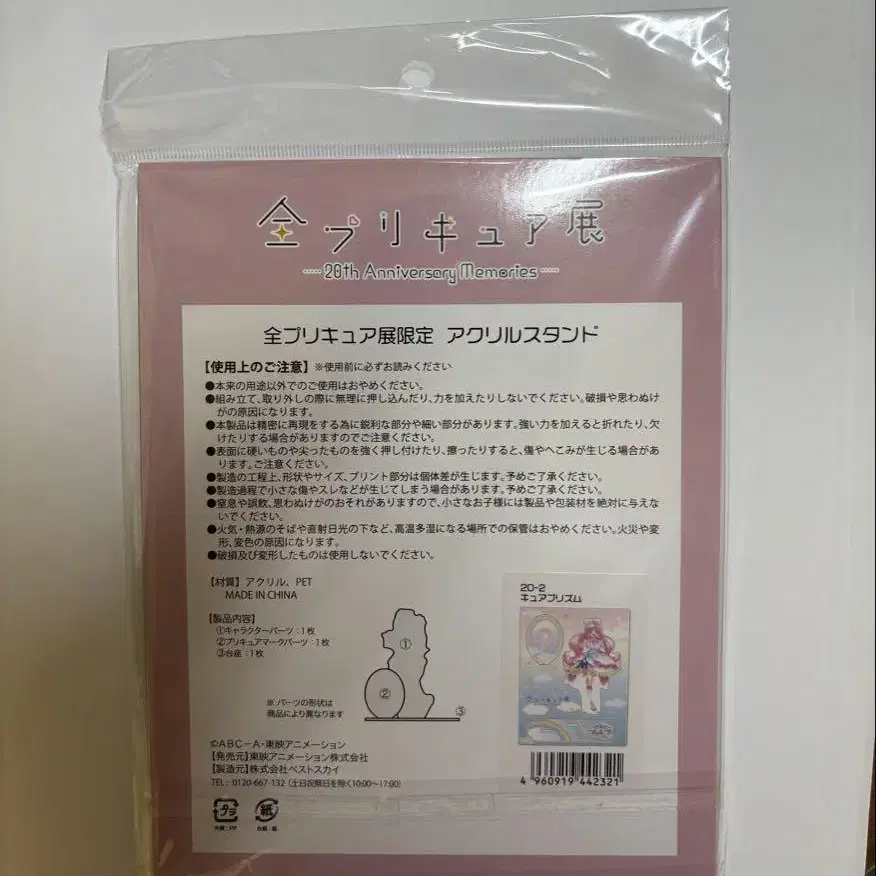 全プリキュア展
20th Anniversary Memories
全プリキュア展限定 アクリルスタンド
【使用上のご注意】 ※使用前に必ずお読みください
●本来の用途以外でのご使用はおやめください。
●組み立て、取り外しの際に無理に押し込んだり、力を加えたりしないでください。破損や思わぬけ
がの原因になります。
●本製品は精密に再現をする為に鋭利な部分や細い部分があります。強い力を加えると折れたり、欠
けたりする場合がありますのでご注意ください。
●表面に硬いものや尖ったものを強く押し付けたり、擦ったりすると、傷やへこみが生じる場合があ
ります。ご注意ください。
●製造の工程上、形状やサイズ、プリント部分は個体差が生じます。予めご了承ください。
●製造過程で小さな傷やスレなどが生じてしまう場合があります。予めご了承ください。
●窒息や誤飲、思わぬけがのおそれがありますので、小さなお子様には製品や包装材を絶対に与えな
いでください。
●火気・熱源のそばや直射日光の下など、高温多湿になる場所での保管はおやめください。火災や変
形、変色の原因になります。
●破損及び変形したものは使用しないでください。
【材質】アクリル、PET
MADE IN CHINA
【製品内容】
①キャラクターパーツ：1枚
②プリキュアマークパーツ：1枚
③台座：1枚
①
②
③
※パーツの形状は
商品により異なります
20-2
キュアプリズム
4 960919 442321
©ABC-A・東映アニメーション
【発売元】東映アニメーション株式会社
【製造元】株式会社ベストスカイ
TEL：0120-667-132（土日祝祭日を除く10:00〜17:00）
プラ
外装：PP
紙
台紙：紙